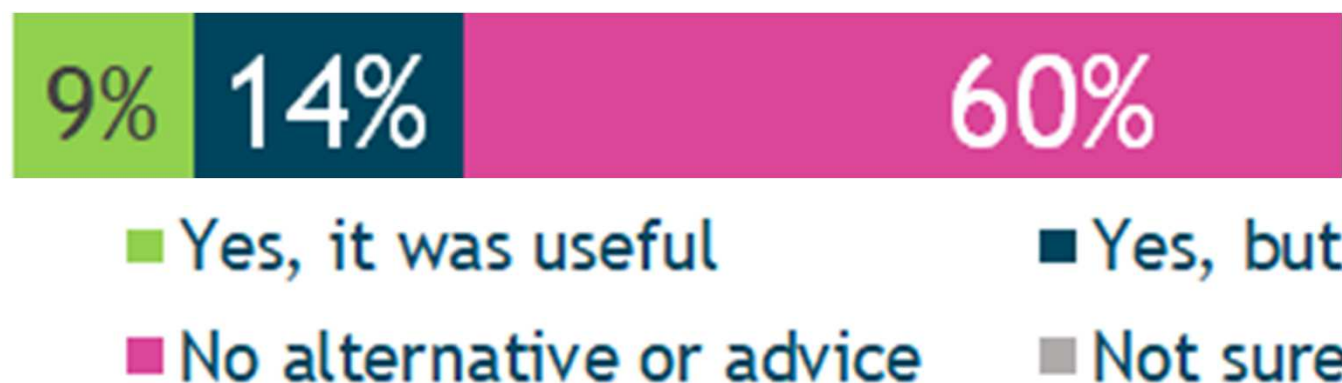 9% 14% 60%
Yes, it was useful Yes, but
No alternative or advice Not sure